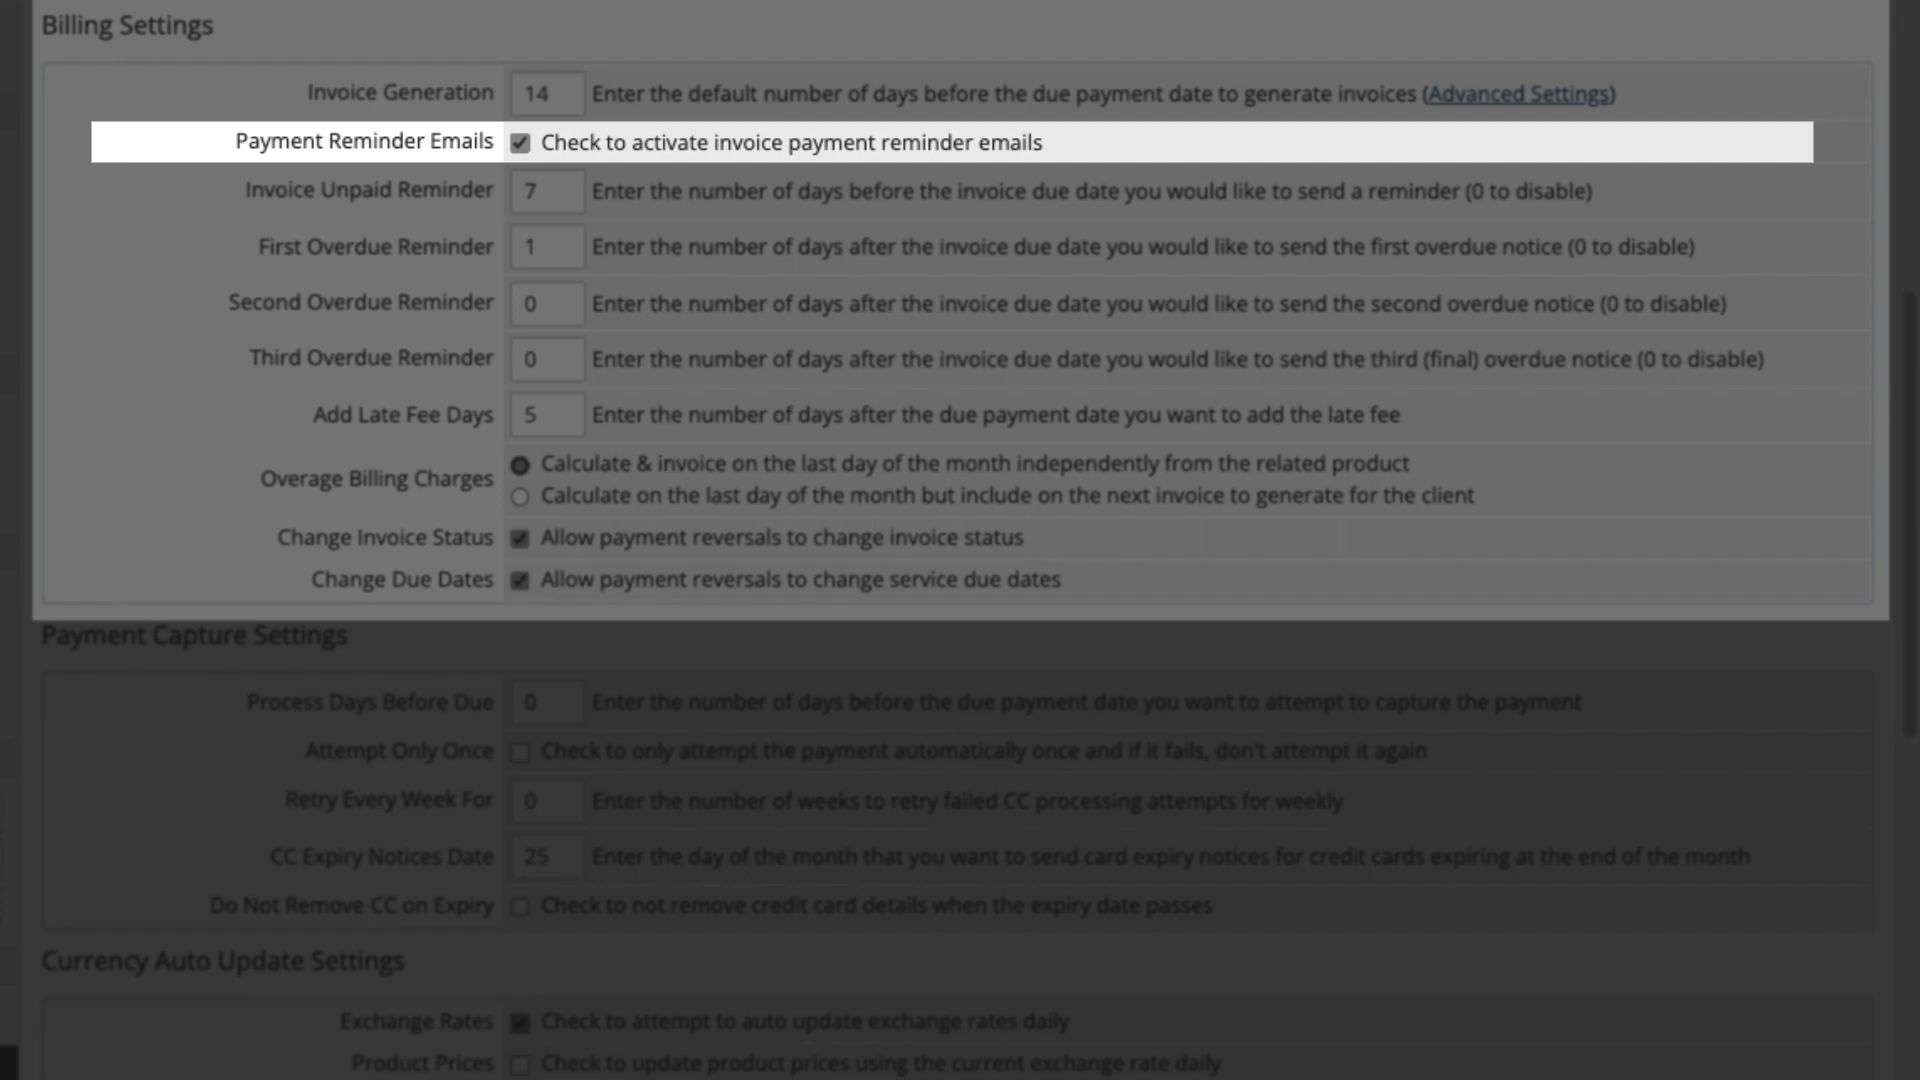 Billing Settings
Invoice Generation 14 Enter the default number of days before the due payment date to generate invoices (Advanced Settings)
Payment Reminder Emails Check to activate invoice payment reminder emails
Invoice Unpaid Reminder 7 Enter the number of days before the invoice due date you would like to send a reminder (0 to disable)
First Overdue Reminder 1 Enter the number of days after the invoice due date you would like to send the first overdue notice (0 to disable)
Second Overdue Reminder 0 Enter the number of days after the invoice due date you would like to send the second overdue notice (0 to disable)
Third Overdue Reminder 0 Enter the number of days after the invoice due date you would like to send the third (final) overdue notice (0 to disable)
Add Late Fee Days 5 Enter the number of days after the due payment date you want to add the late fee
Overage Billing Charges Calculate & invoice on the last day of the month independently from the related product
Calculate on the last day of the month but include on the next invoice to generate for the client
Change Invoice Status Allow payment reversals to change invoice status
Change Due Dates Allow payment reversals to change service due dates
Payment Capture Settings
Process Days Before Due 0 Enter the number of days before the due payment date you want to attempt to capture the payment
Attempt Only Once Check to only attempt the payment automatically once and if it fails, don't attempt it again
Retry Every Week For 0 Enter the number of weeks to retry failed CC processing attempts for weekly
CC Expiry Notices Date 25 Enter the day of the month that you want to send card expiry notices for credit cards expiring at the end of the month
Do Not Remove CC on Expiry Check to not remove credit card details when the expiry date passes
Currency Auto Update Settings
Exchange Rates Check to attempt to auto update exchange rates daily
Product Prices Check to update product prices using the current exchange rate daily